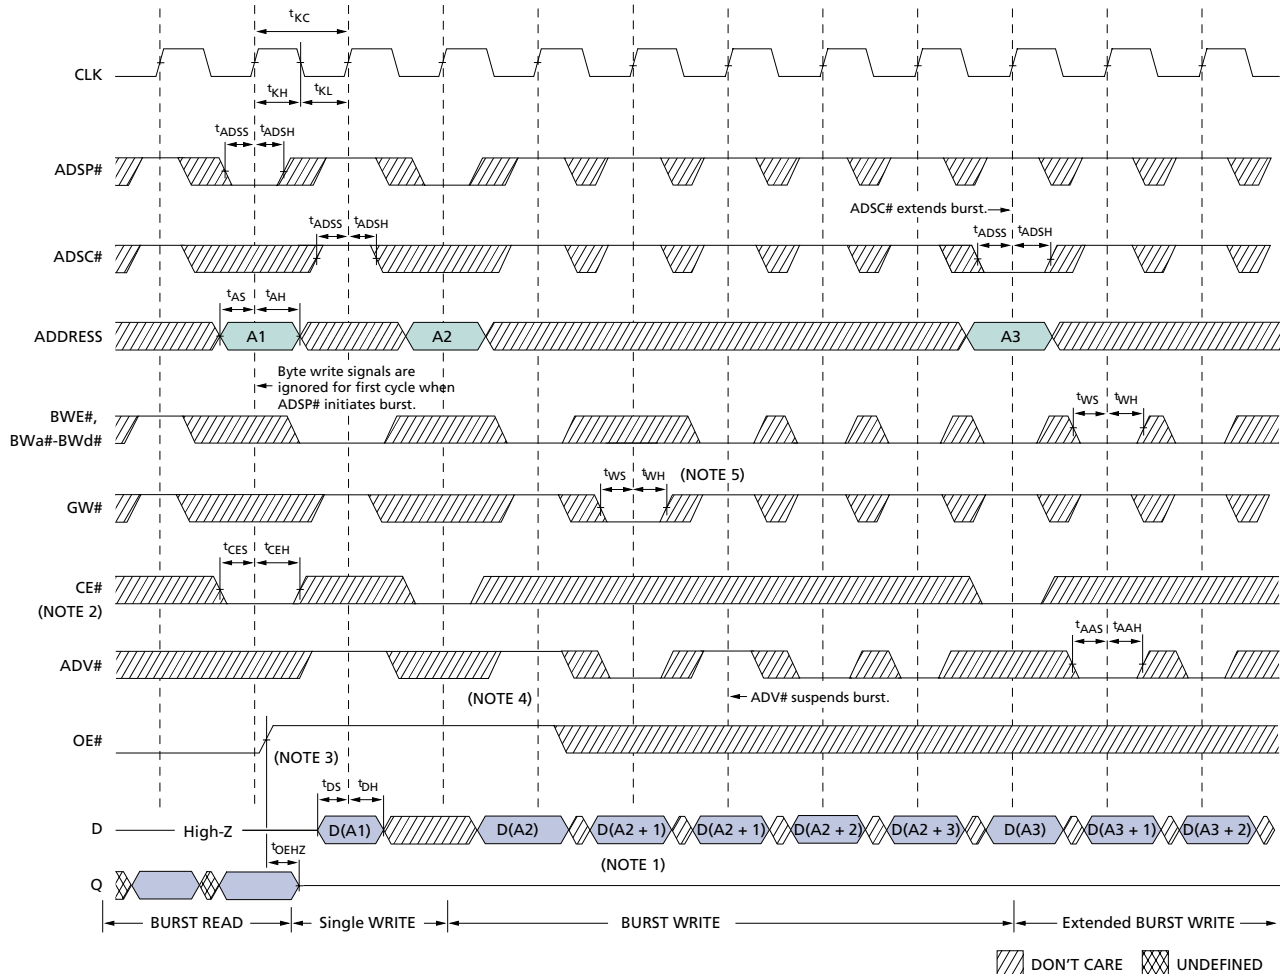 tKC
CLK
tKH
tKL
tADSS
tADSH
ADSP#
ADSC# extends burst.
tADSS
tADSH
tADSS
tADSH
ADSC#
tAS
tAH
ADDRESS
A1
A2
A3
Byte write signals are
ignored for first cycle when
ADSP# initiates burst.
BWE#,
BWa#-BWd#
tWS
tWH
tWS
tWH
(NOTE 5)
GW#
tCES
tCEH
CE#
(NOTE 2)
tAAS
tAAH
ADV#
(NOTE 4)
ADV# suspends burst.
OE#
(NOTE 3)
tDS
tDH
D
High-Z
D(A1)
D(A2)
D(A2 + 1)
D(A2 + 1)
D(A2 + 2)
D(A2 + 3)
D(A3)
D(A3 + 1)
D(A3 + 2)
tOEHZ
(NOTE 1)
Q
BURST READ
Single WRITE
BURST WRITE
Extended BURST WRITE
DON'T CARE
UNDEFINED